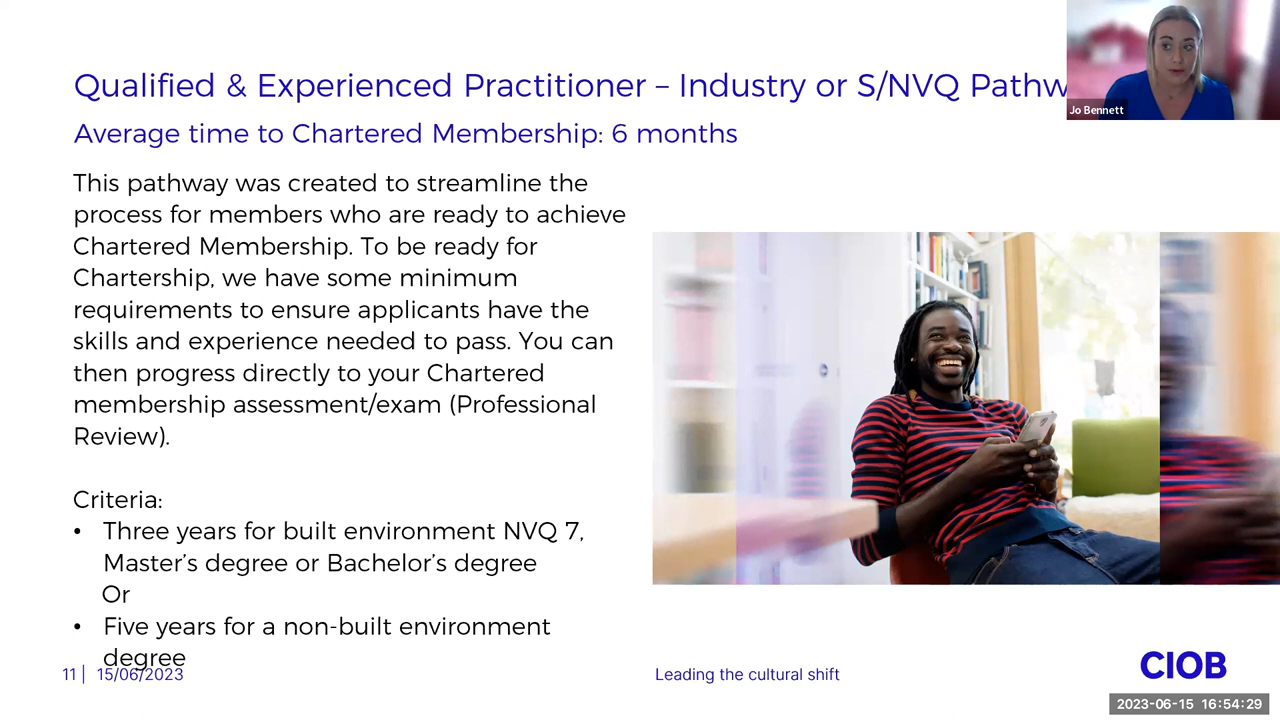 Qualified & Experienced Practitioner – Industry or S/NVQ Pathw
Jo Bennett
Average time to Chartered Membership: 6 months
This pathway was created to streamline the
process for members who are ready to achieve
Chartered Membership. To be ready for
Chartership, we have some minimum
requirements to ensure applicants have the
skills and experience needed to pass. You can
then progress directly to your Chartered
membership assessment/exam (Professional
Review).
Criteria:
• Three years for built environment NVQ 7,
Master’s degree or Bachelor’s degree
Or
• Five years for a non-built environment
degree
11 | 15/06/2023
Leading the cultural shift
CIOB
2023-06-15 16:54:29